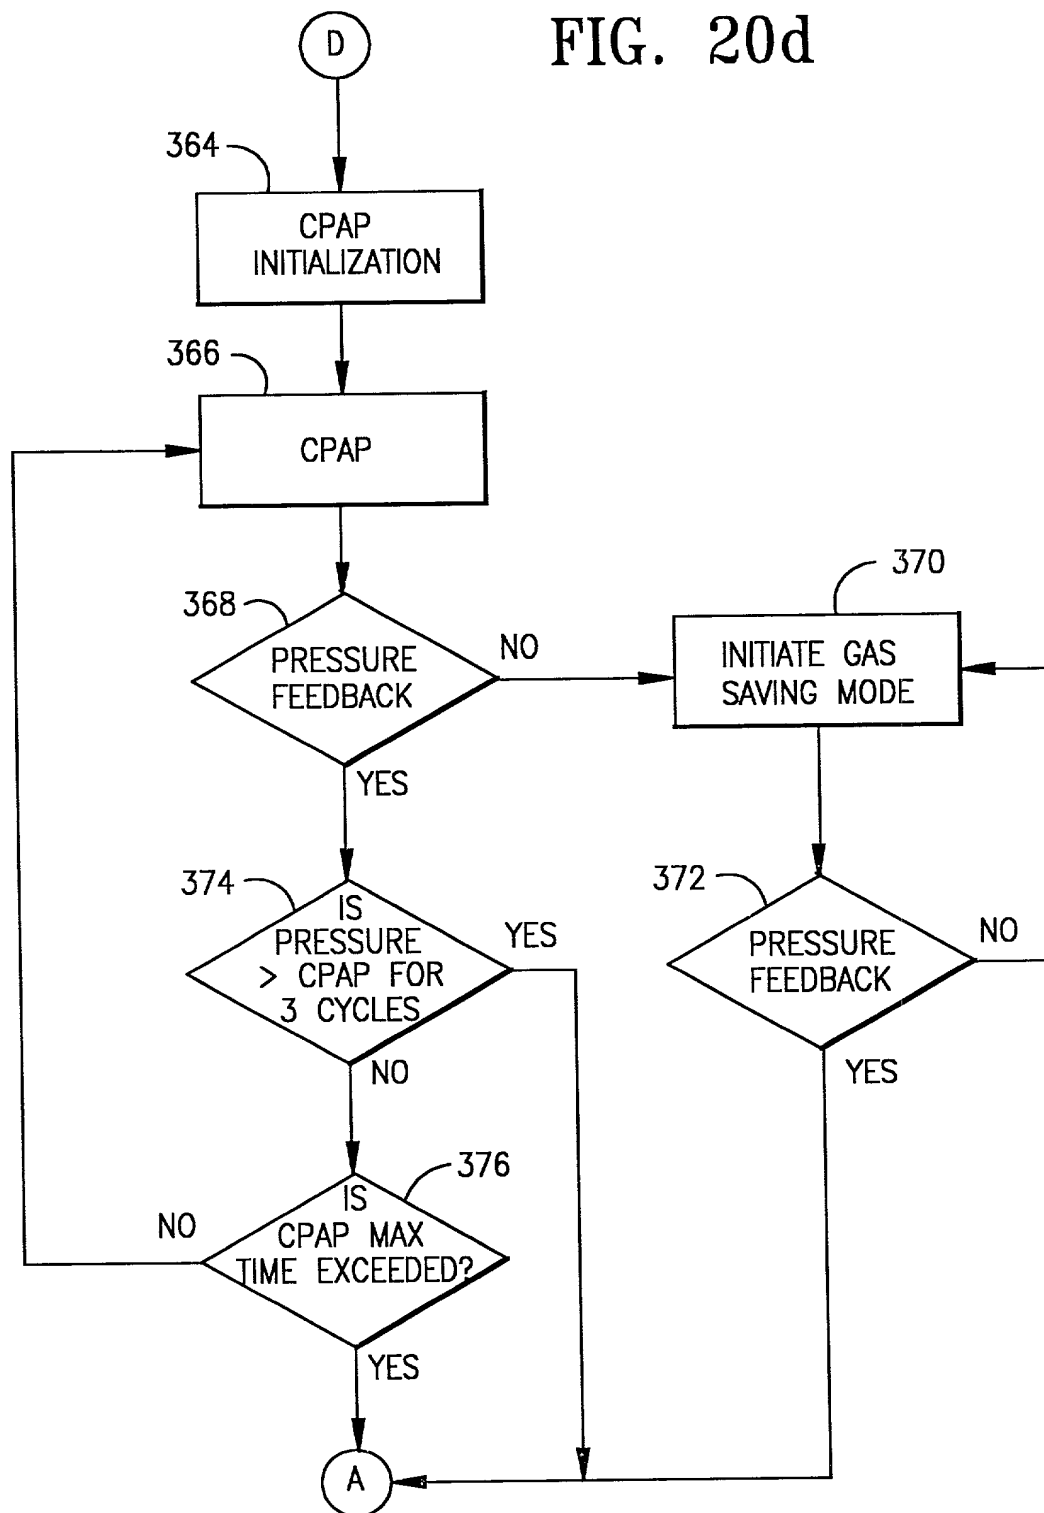 D
FIG. 20d
364
CPAP
INITIALIZATION
366
CPAP
368
PRESSURE
FEEDBACK
NO
YES
370
INITIATE GAS
SAVING MODE
374
IS
PRESSURE
> CPAP FOR
3 CYCLES
YES
NO
372
PRESSURE
FEEDBACK
NO
YES
376
IS
CPAP MAX
TIME EXCEEDED?
NO
YES
A